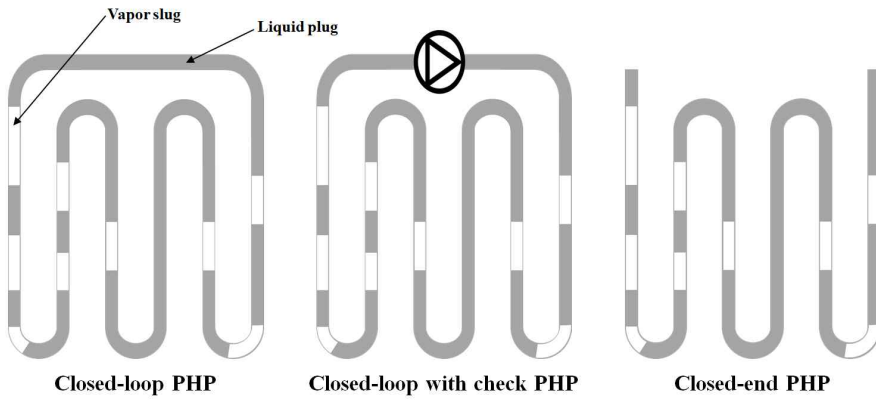 Vapor slug
Liquid plug
Closed-loop PHP
Closed-loop with check PHP
Closed-end PHP